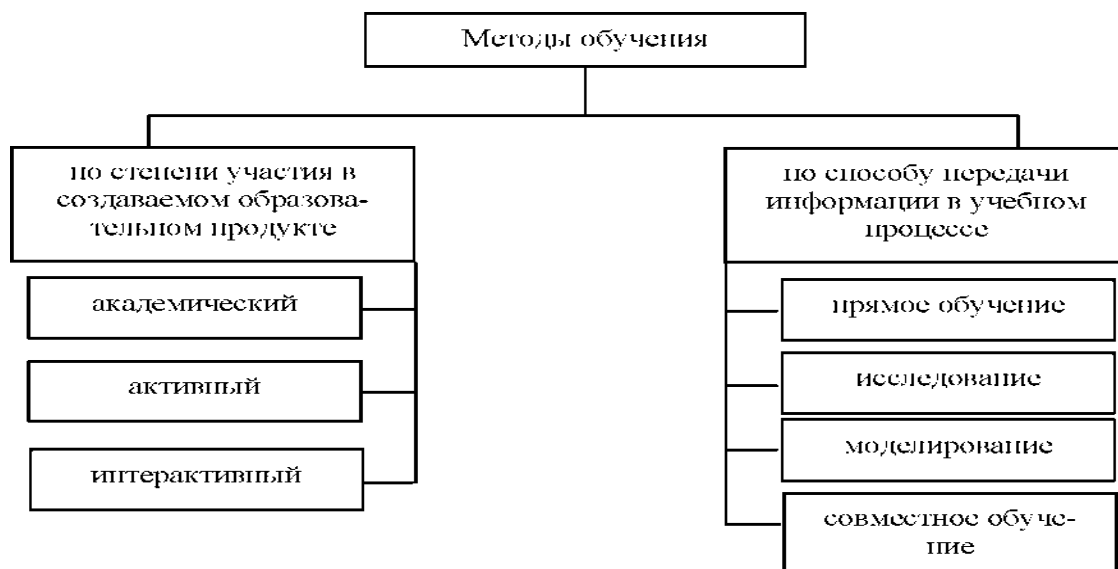 Методы обучения
по степени участия в
создаваемом образова-
тельном продукте
академический
активный
интерактивный
по способу передачи
информации в учебном
процессе
прямое обучение
исследование
моделирование
совместное обуче-
ние